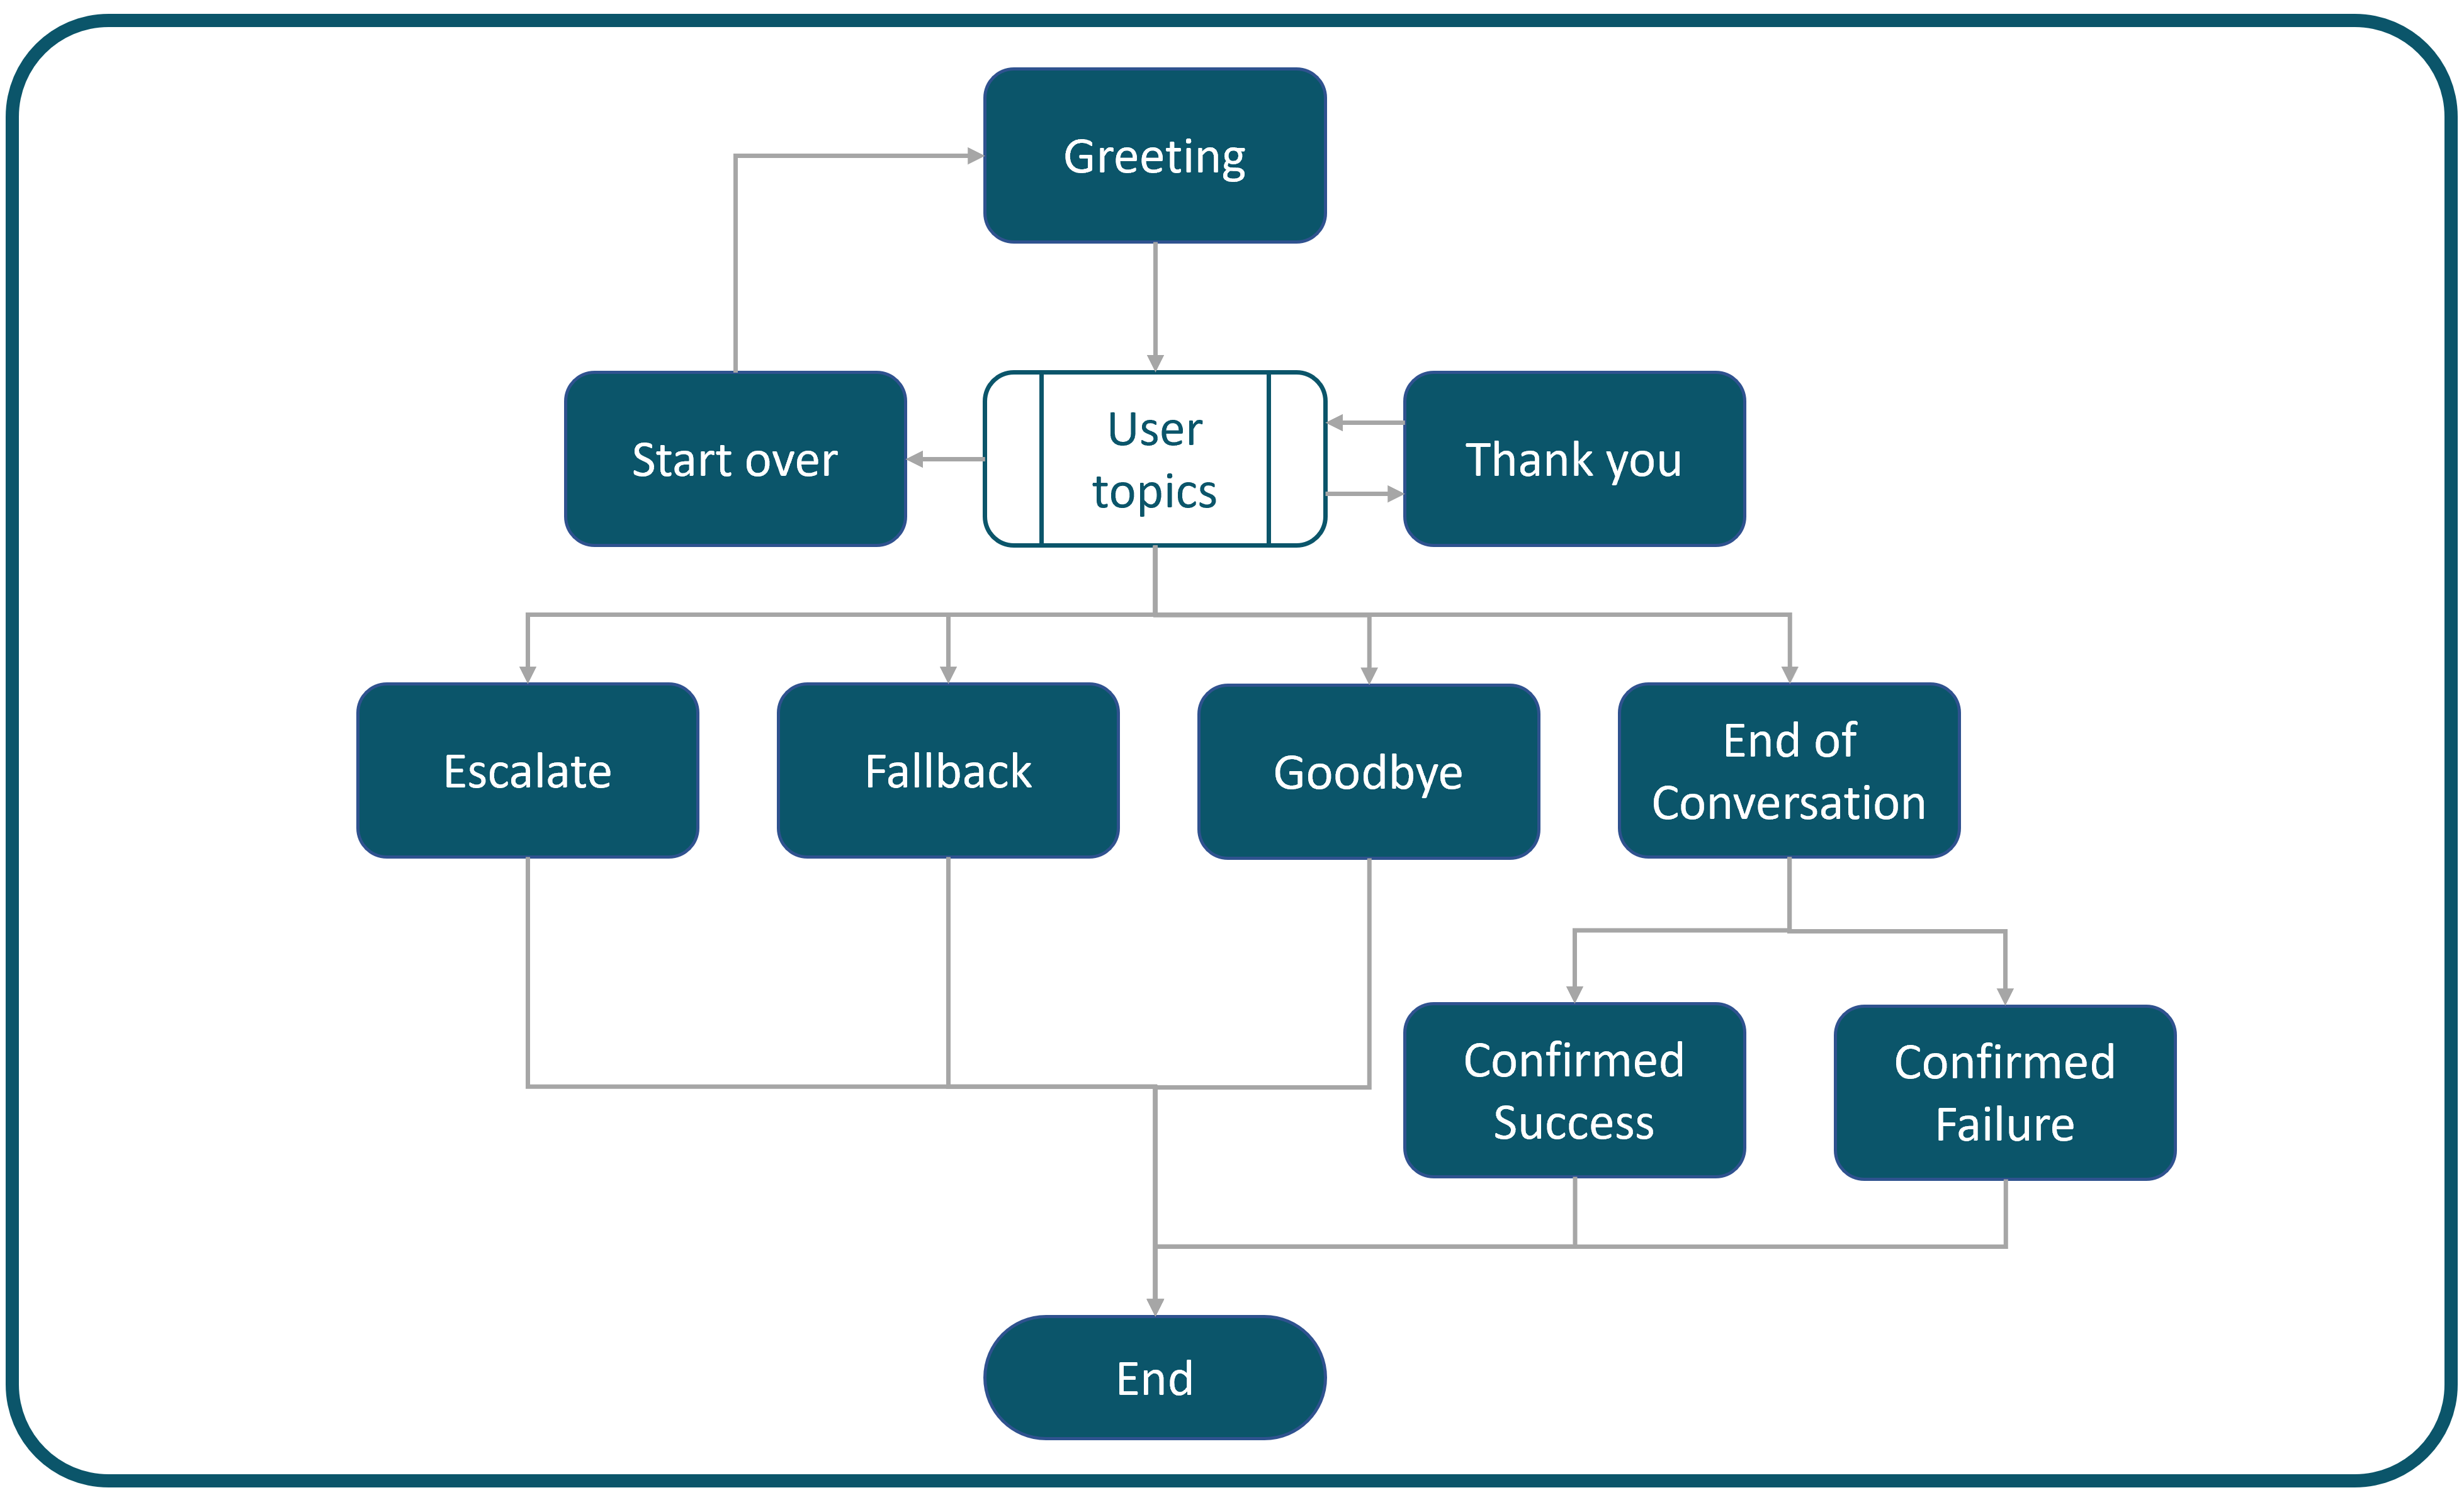 Greeting
Start over
User
topics
Thank you
Escalate
Fallback
Goodbye
End of
Conversation
Confirmed
Success
Confirmed
Failure
End